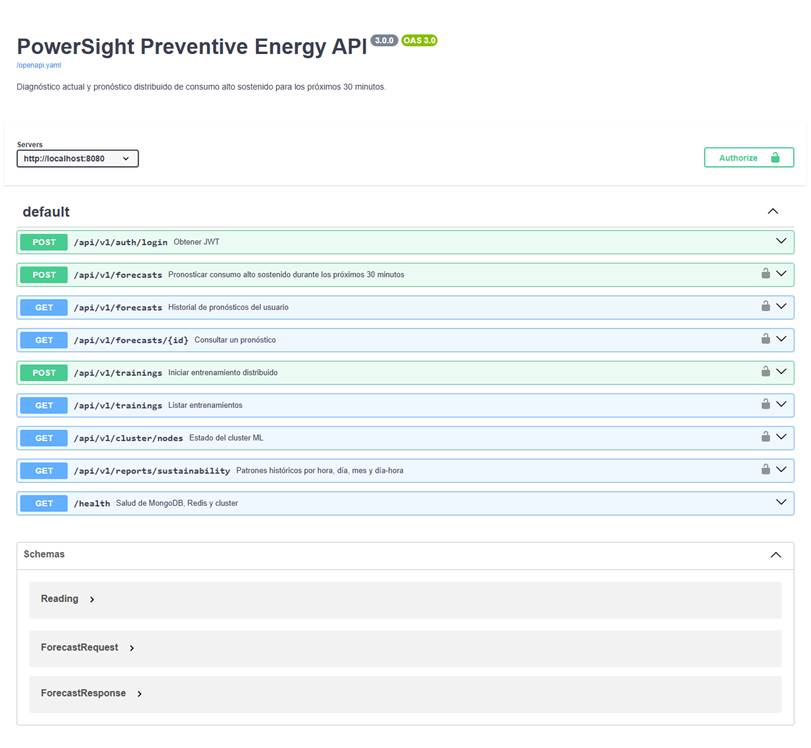 PowerSight Preventive Energy API 3.0.0 OAS 3.0
/openapi.yaml
Diagnóstico actual y pronóstico distribuido de consumo alto sostenido para los próximos 30 minutos.
Servers
http://localhost:8080
Authorize
default
POST /api/v1/auth/login Obtener JWT
POST /api/v1/forecasts Pronosticar consumo alto sostenido durante los próximos 30 minutos
GET /api/v1/forecasts Historial de pronósticos del usuario
GET /api/v1/forecasts/{id} Consultar un pronóstico
POST /api/v1/trainings Iniciar entrenamiento distribuido
GET /api/v1/trainings Listar entrenamientos
GET /api/v1/cluster/nodes Estado del cluster ML
GET /api/v1/reports/sustainability Patrones históricos por hora, día, mes y día-hora
GET /health Salud de MongoDB, Redis y cluster
Schemas
Reading
ForecastRequest
ForecastResponse